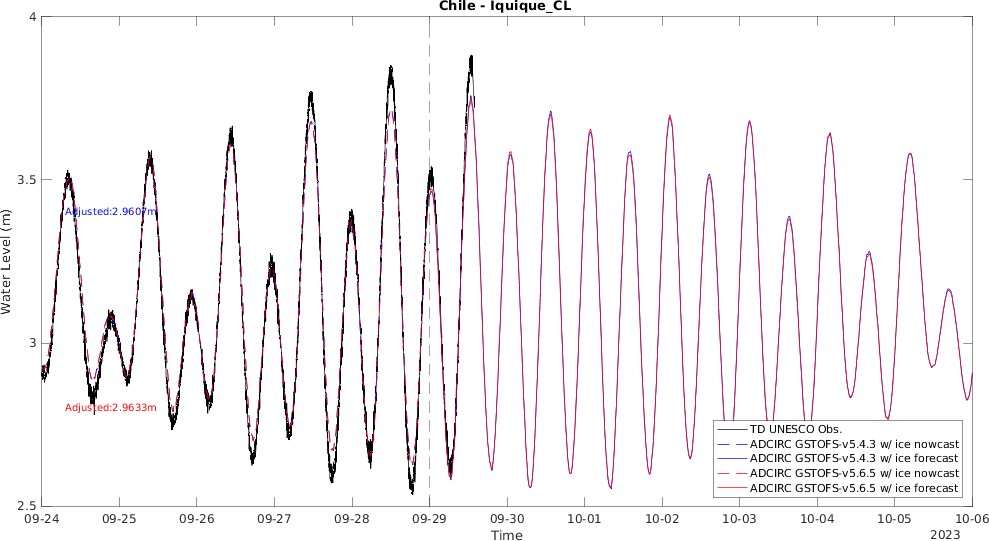 Chile - Iquique_CL
4
3.5
3
2.5
Water Level (m)
Adjusted:2.9607m
Adjusted:2.9633m
TD UNESCO Obs.
ADCIRC GSTOFS-v5.4.3 w/ ice nowcast
ADCIRC GSTOFS-v5.4.3 w/ ice forecast
ADCIRC GSTOFS-v5.6.5 w/ ice nowcast
ADCIRC GSTOFS-v5.6.5 w/ ice forecast
09-24 09-25 09-26 09-27 09-28 09-29 09-30 10-01 10-02 10-03 10-04 10-05 10-06
Time
2023